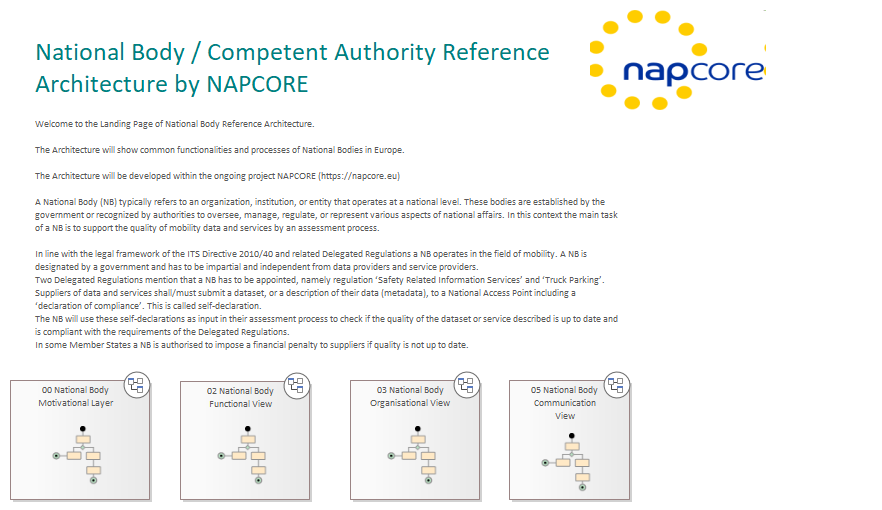 National Body / Competent Authority Reference
Architecture by NAPCORE
napcore
Welcome to the Landing Page of National Body Reference Architecture.
The Architecture will show common functionalities and processes of National Bodies in Europe.
The Architecture will be developed within the ongoing project NAPCORE (https://napcore.eu)
A National Body (NB) typically refers to an organization, institution, or entity that operates at a national level. These bodies are established by the
government or recognized by authorities to oversee, manage, regulate, or represent various aspects of national affairs. In this context the main task
of a NB is to support the quality of mobility data and services by an assessment process.
In line with the legal framework of the ITS Directive 2010/40 and related Delegated Regulations a NB operates in the field of mobility. A NB is
designated by a government and has to be impartial and independent from data providers and service providers.
Two Delegated Regulations mention that a NB has to be appointed, namely regulation ‘Safety Related Information Services’ and ‘Truck Parking’.
Suppliers of data and services shall/must submit a dataset, or a description of their data (metadata), to a National Access Point including a
‘declaration of compliance’. This is called self-declaration.
The NB will use these self-declarations as input in their assessment process to check if the quality of the dataset or service described is up to date and
is compliant with the requirements of the Delegated Regulations.
In some Member States a NB is authorised to impose a financial penalty to suppliers if quality is not up to date.
00 National Body
Motivational Layer
02 National Body
Functional View
03 National Body
Organisational View
05 National Body
Communication
View